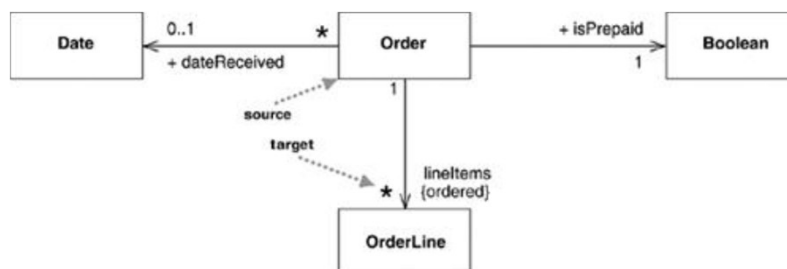 0..1
*
Date
Order
+ isPrepaid
Boolean
+ dateReceived
1
1
source
target
lineItems
*
{ordered}
OrderLine